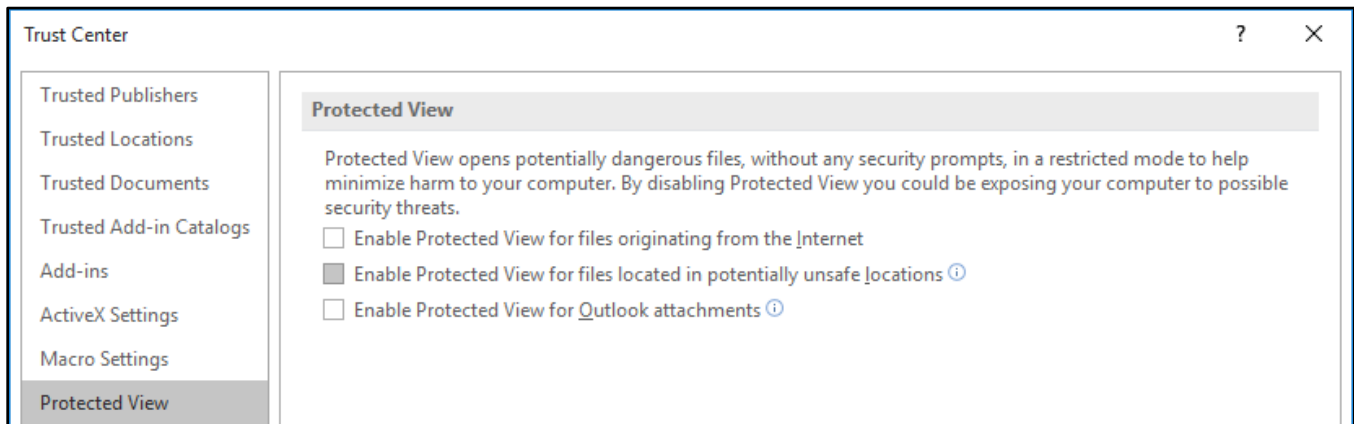 Trust Center
?
Trusted Publishers
Trusted Locations
Trusted Documents
Trusted Add-in Catalogs
Add-ins
ActiveX Settings
Macro Settings
Protected View
Protected View
Protected View opens potentially dangerous files, without any security prompts, in a restricted mode to help
minimize harm to your computer. By disabling Protected View you could be exposing your computer to possible
security threats.
Enable Protected View for files originating from the Internet
Enable Protected View for files located in potentially unsafe locations
Enable Protected View for Outlook attachments